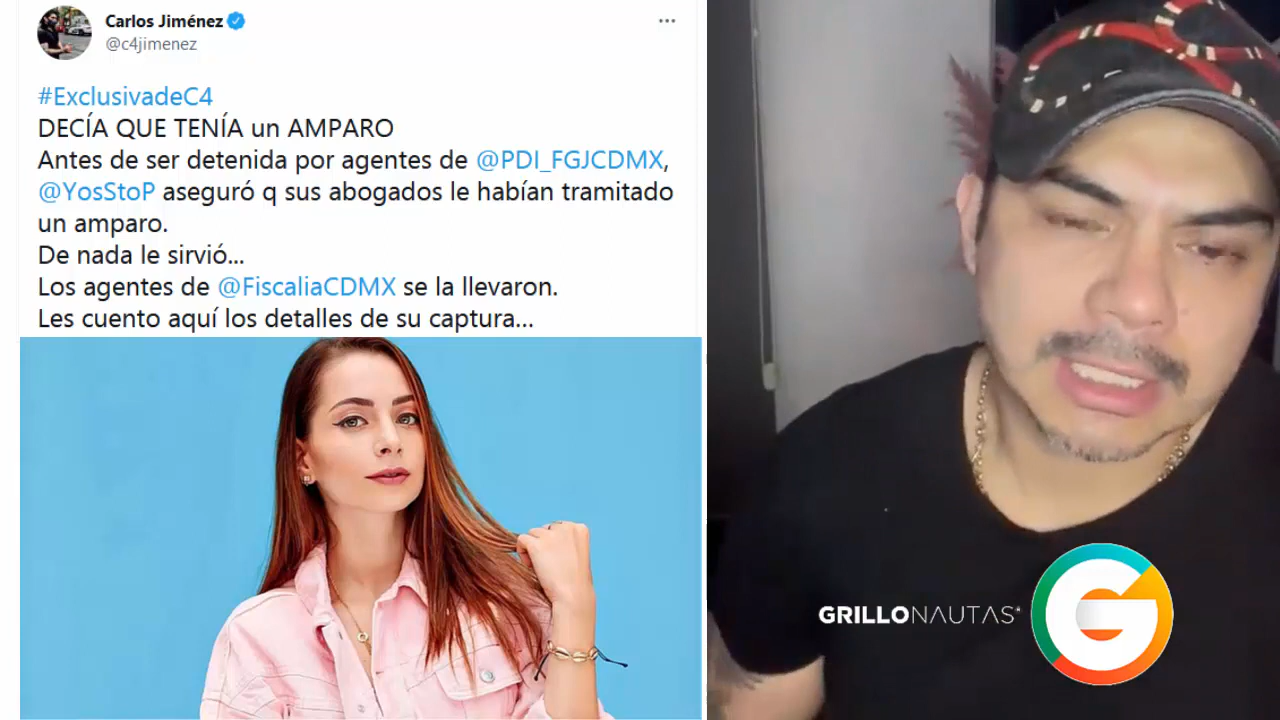 Carlos Jiménez
@c4jimenez
#ExclusivadeC4
DECÍA QUE TENÍA un AMPARO
Antes de ser detenida por agentes de @PDI_FGJCDMX,
@YosStoP aseguró q sus abogados le habían tramitado
un amparo.
De nada le sirvió...
Los agentes de @FiscaliaCDMX se la llevaron.
Les cuento aquí los detalles de su captura...
GRILLONAUTAS
G